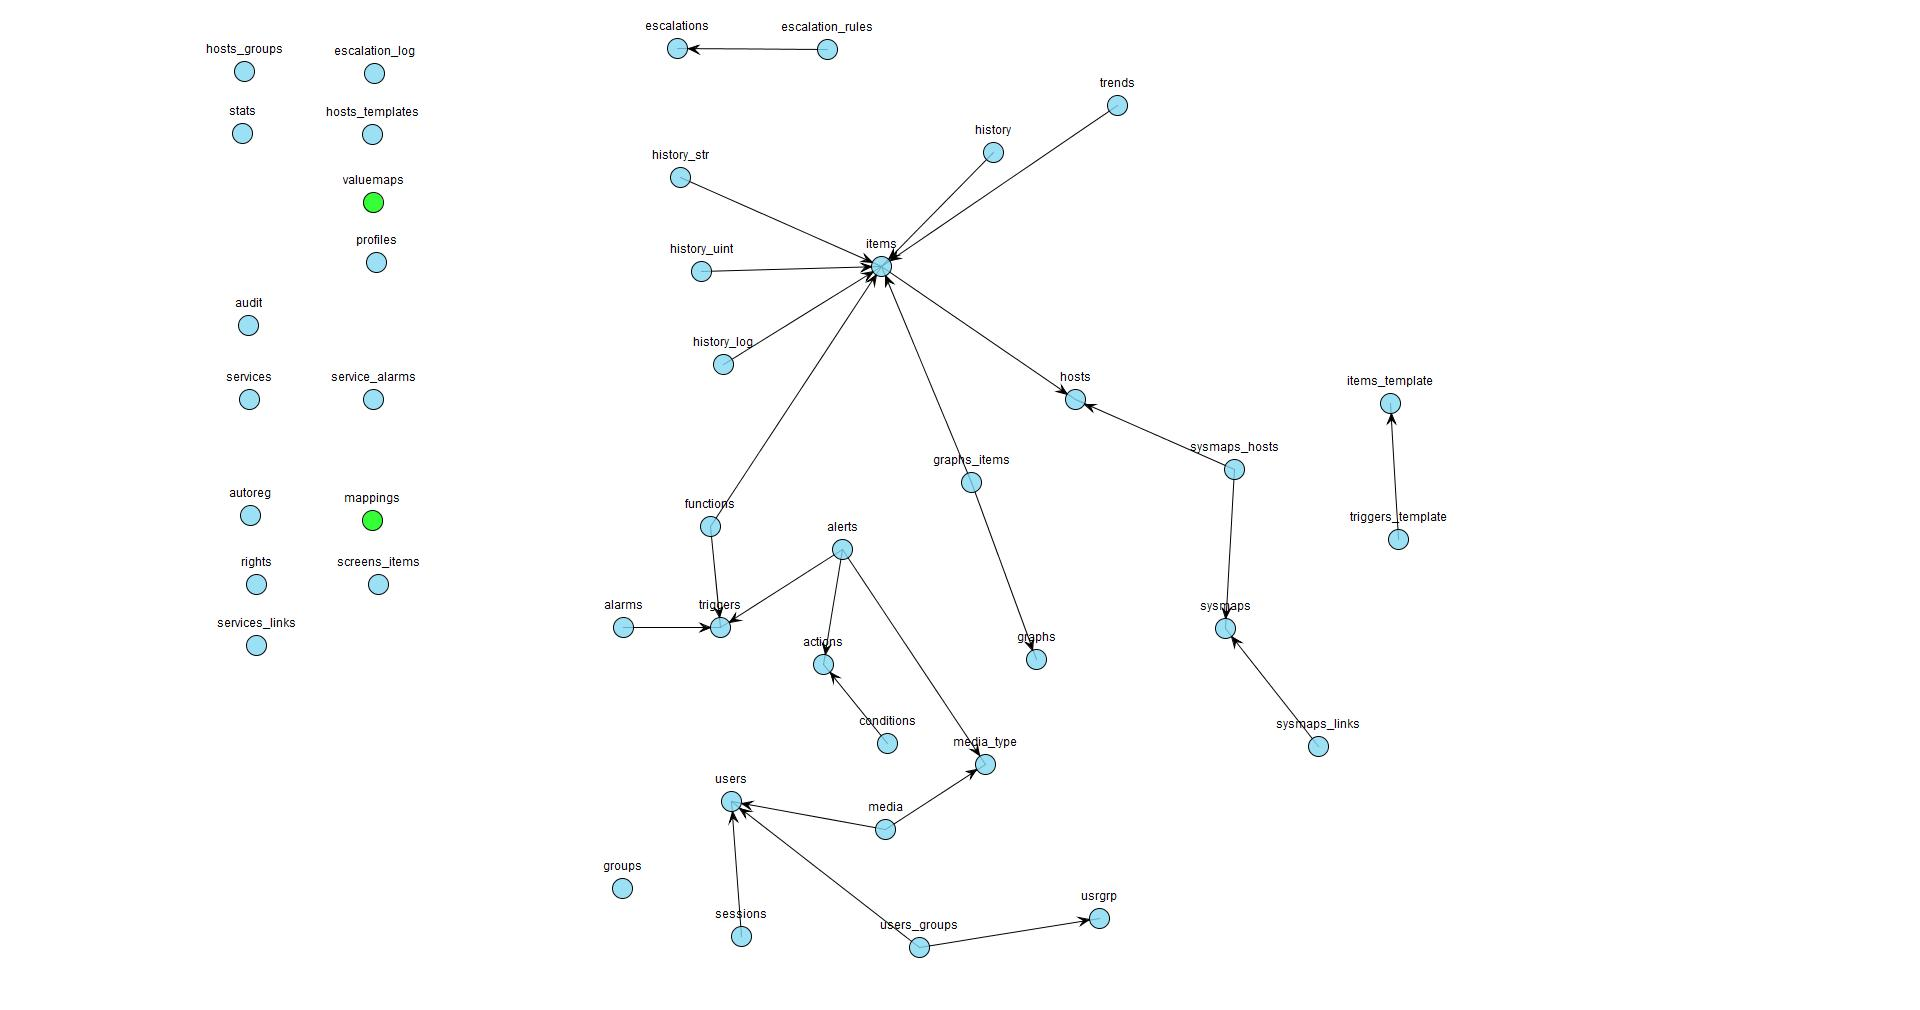 escalations
escalation_rules
hosts_groups
escalation_log
trends
stats
hosts_templates
history
history_str
valuemaps
profiles
items
history_uint
audit
history_log
services
service_alarms
hosts
items_template
sysmaps_hosts
graphs_items
autoreg
mappings
functions
triggers_template
alerts
rights
screens_items
alarms
triggers
sysmaps
services_links
actions
graphs
conditions
sysmaps_links
media_type
users
media
groups
usrgrp
sessions
users_groups